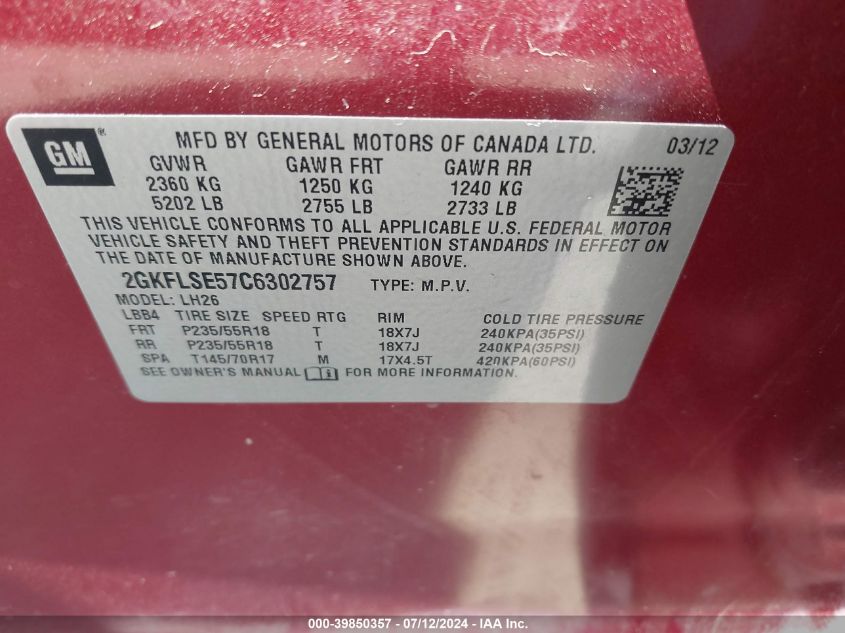 GM® MFD BY GENERAL MOTORS OF CANADA LTD. 03/12
GVWR GAWR FRT GAWR RR
2360 KG 1250 KG 1240 KG
5202 LB 2755 LB 2733 LB
THIS VEHICLE CONFORMS TO ALL APPLICABLE U.S. FEDERAL MOTOR
VEHICLE SAFETY AND THEFT PREVENTION STANDARDS IN EFFECT ON
THE DATE OF MANUFACTURE SHOWN ABOVE.
2GKFLSE57C6302757 TYPE: M.P.V.
MODEL: LH26
LBB4 TIRE SIZE SPEED RTG RIM COLD TIRE PRESSURE
FRT P235/55R18 T 18X7J 240KPA(35PSI)
RR P235/55R18 T 18X7J 240KPA(35PSI)
SPA T145/70R17 M 17X4.5T 420KPA(60PSI)
SEE OWNER'S MANUAL FOR MORE INFORMATION.
000-39850357 - 07/12/2024 - IAA Inc.